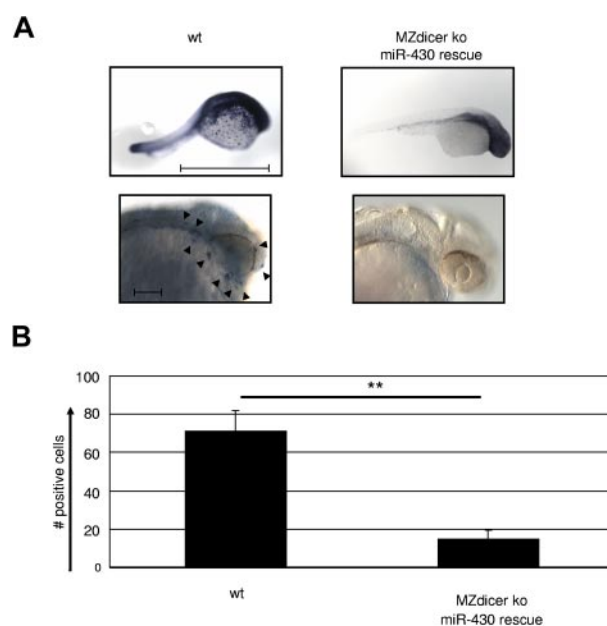 A
wt
MZdicer ko
miR-430 rescue
B
100
80
60
40
20
0
# positive cells
**
wt
MZdicer ko
miR-430 rescue